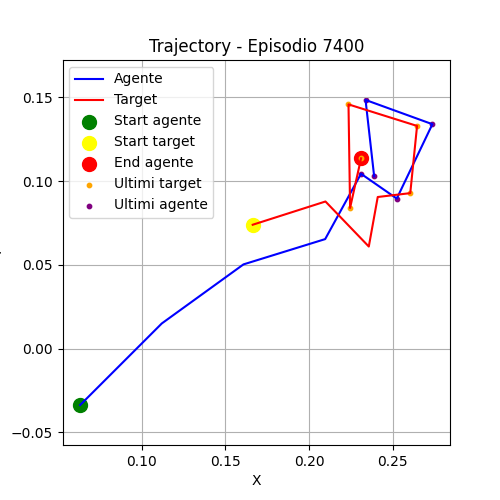 Trajectory - Episodio 7400
Agente
Target
Start agente
Start target
End agente
Ultimi target
Ultimi agente
0.15
0.10
0.05
0.00
−0.05
0.10
0.15
0.20
0.25
X